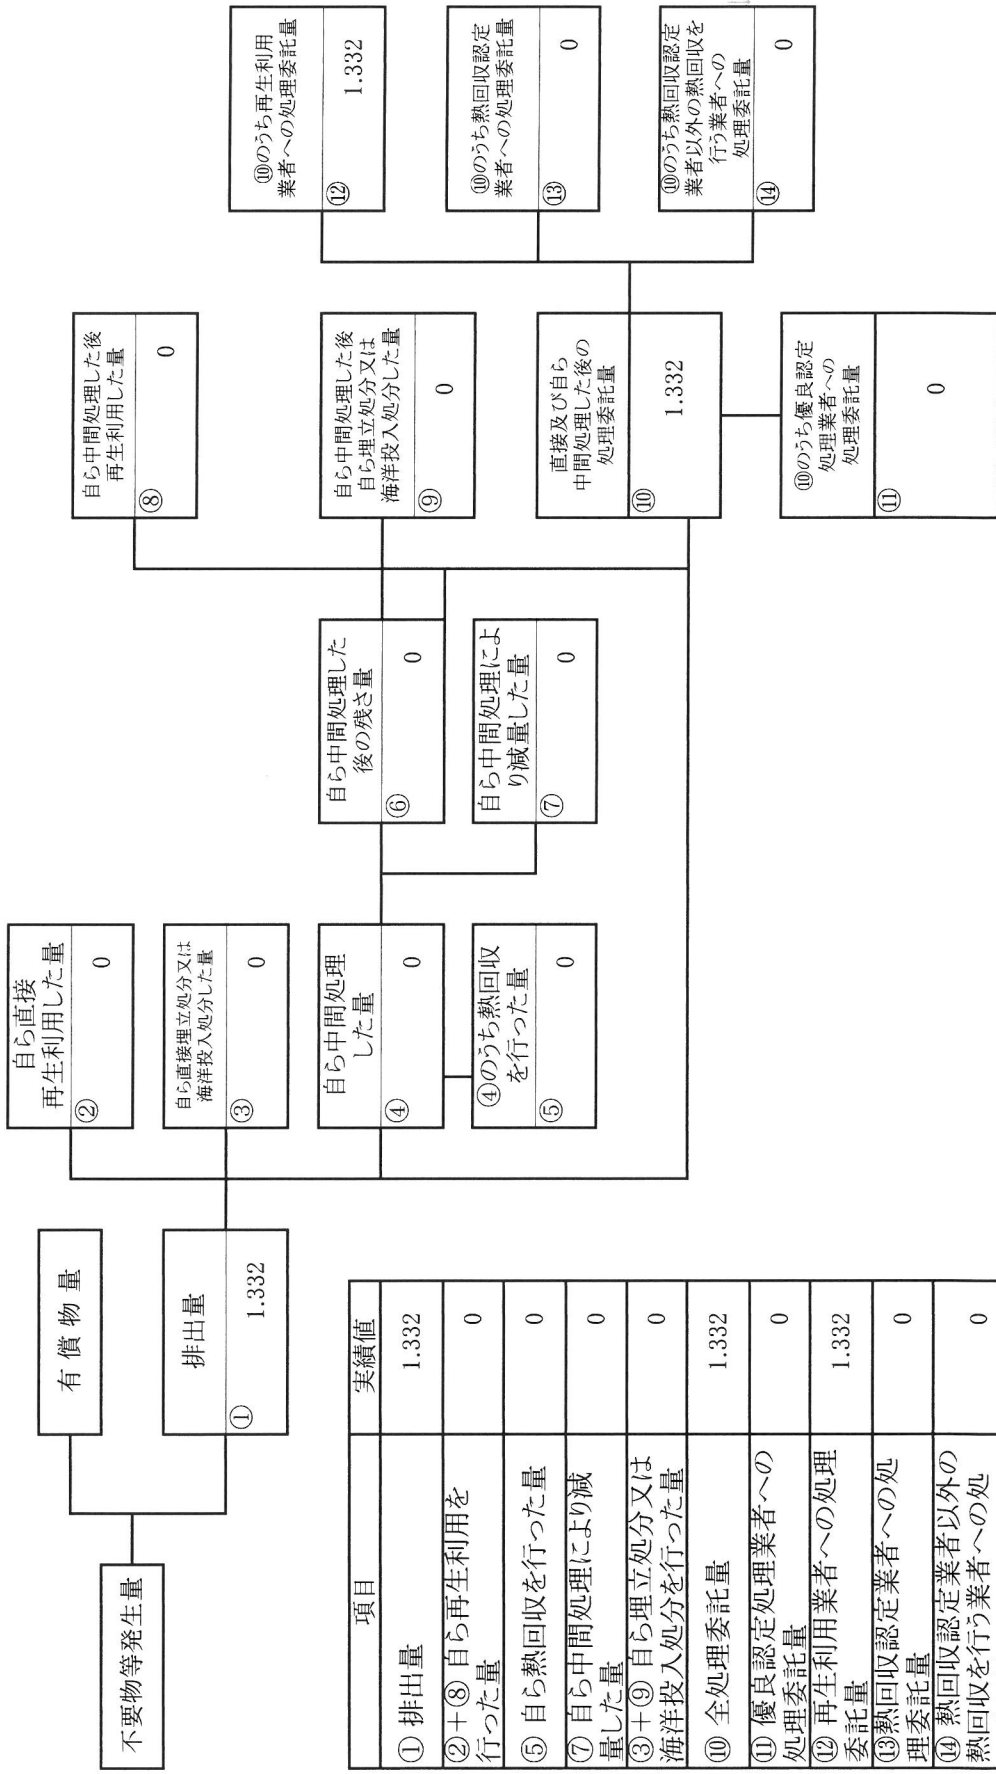 不要物等発生量
有償物量
排出量
① 1.332
自ら直接
再生利用した量
② 0
自ら直接埋立処分又は
海洋投入処分した量
③ 0
自ら中間処理
した量
④ 0
④のうち熱回収
を行った量
⑤ 0
自ら中間処理した
後の残さ量
⑥ 0
自ら中間処理によ
り減量した量
⑦ 0
自ら中間処理した後
再生利用した量
⑧ 0
自ら中間処理した後
自ら埋立処分又は
海洋投入処分した量
⑨ 0
直接及び自ら
中間処理した後の
処理委託量
⑩ 1.332
⑩のうち優良認定
処理業者への
処理委託量
⑪ 0
⑩のうち再生利用
業者への処理委託量
⑫ 1.332
⑩のうち熱回収認定
業者への処理委託量
⑬ 0
⑩のうち熱回収認定
業者以外の熱回収を
行う業者への
処理委託量
⑭ 0
項目 実績値
① 排出量 1.332
②+⑧ 自ら再生利用を
行った量 0
⑤ 自ら熱回収を行った量 0
⑦ 自ら中間処理により減
量した量 0
③+⑨ 自ら埋立処分又は
海洋投入処分を行った量 0
⑩ 全処理委託量 1.332
⑪ 優良認定処理業者への
処理委託量 0
⑫ 再生利用業者への処理
委託量 1.332
⑬熱回収認定業者への処
理委託量 0
⑭ 熱回収認定業者以外の
熱回収を行う業者への処 0